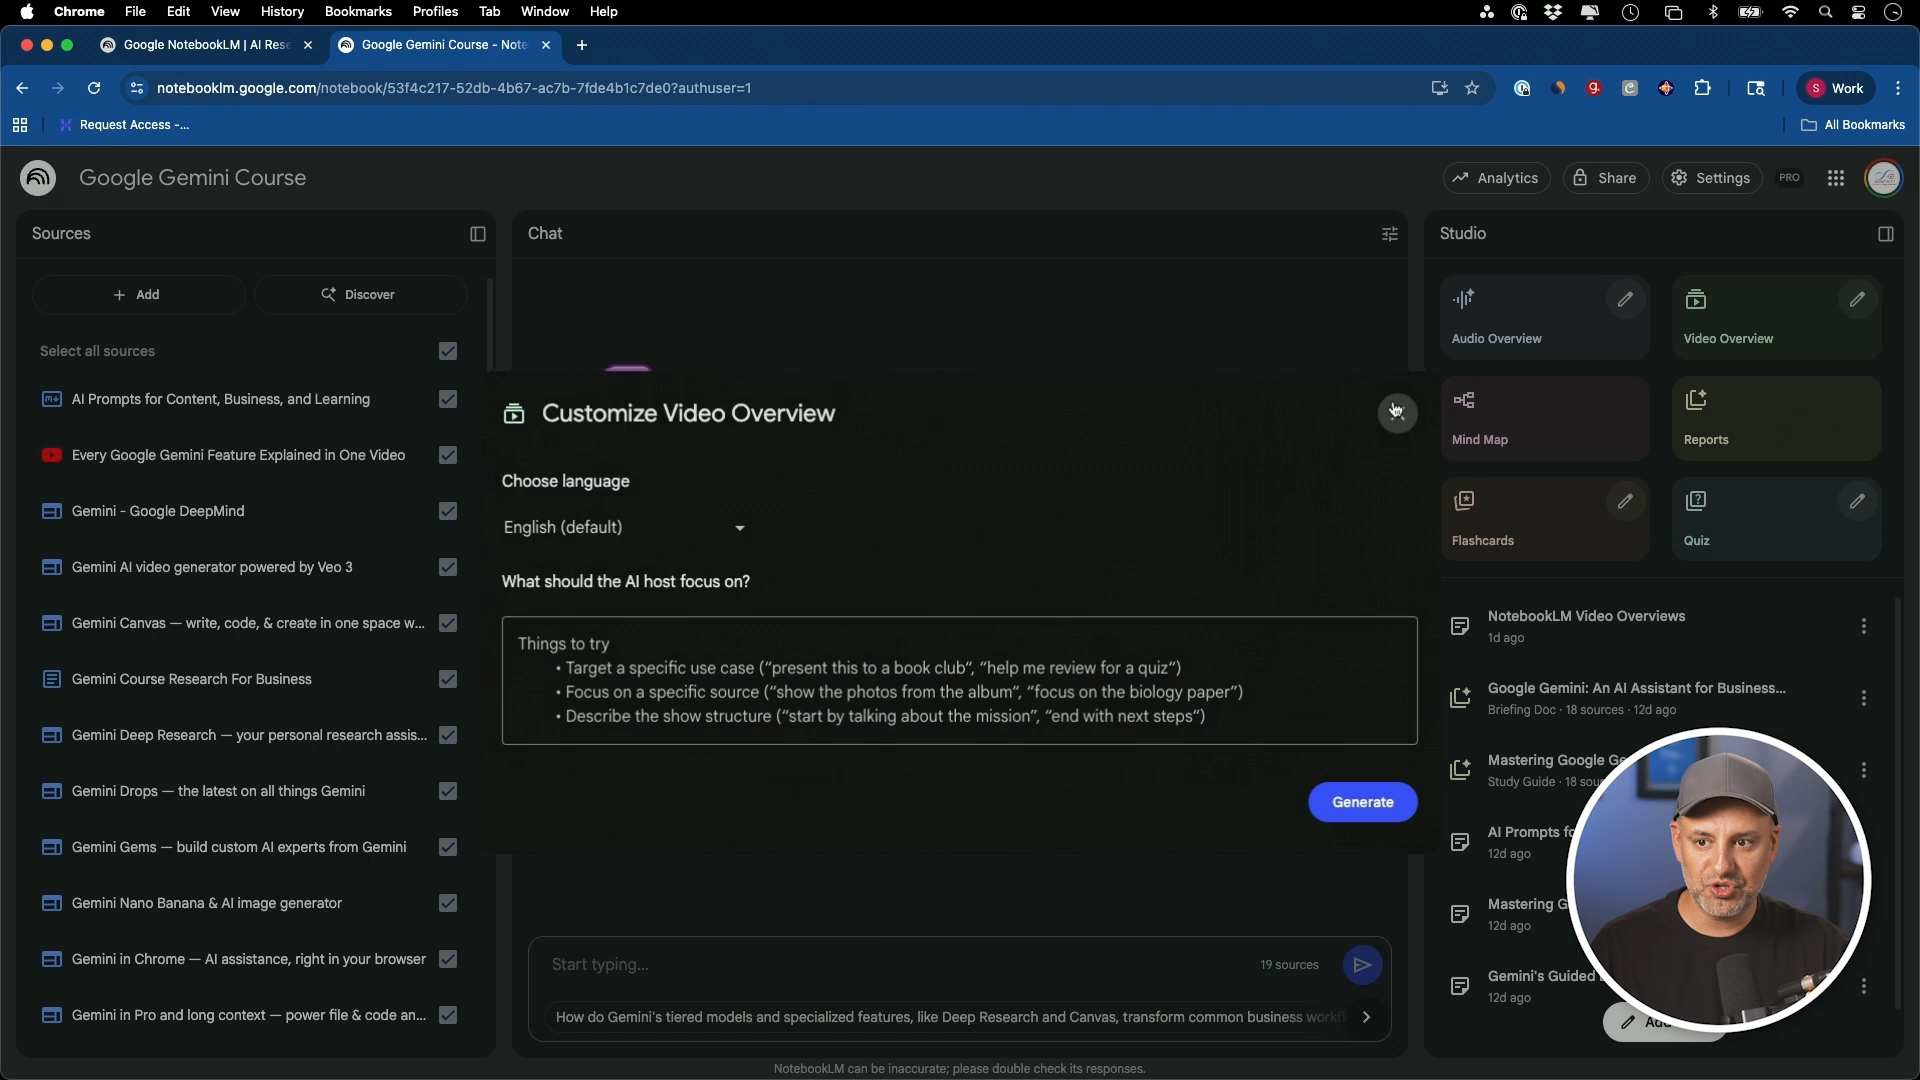 Chrome File Edit View History Bookmarks Profiles Tab Window Help
Google NotebookLM | AI Rese
Google Gemini Course - Note
notebooklm.google.com/notebook/53f4c217-52db-4b67-ac7b-7fde4b1c7de0?authuser=1
S Work
Request Access -...
All Bookmarks
Google Gemini Course
Analytics
Share
Settings
PRO
Sources
+ Add
Discover
Select all sources
AI Prompts for Content, Business, and Learning
Every Google Gemini Feature Explained in One Video
Gemini - Google DeepMind
Gemini AI video generator powered by Veo 3
Gemini Canvas — write, code, & create in one space w...
Gemini Course Research For Business
Gemini Deep Research — your personal research assis...
Gemini Drops — the latest on all things Gemini
Gemini Gems — build custom AI experts from Gemini
Gemini Nano Banana & AI image generator
Gemini in Chrome — AI assistance, right in your browser
Gemini in Pro and long context — power file & code an...
Chat
Customize Video Overview
Choose language
English (default)
What should the AI host focus on?
Things to try
• Target a specific use case (“present this to a book club“, “help me review for a quiz“)
• Focus on a specific source (“show the photos from the album“, “focus on the biology paper”)
• Describe the show structure (“start by talking about the mission”, “end with next steps“)
Generate
Start typing...
19 sources
How do Gemini's tiered models and specialized features, like Deep Research and Canvas, transform common business workfl
NotebookLM can be inaccurate; please double check its responses.
Studio
Audio Overview
Video Overview
Mind Map
Reports
Flashcards
Quiz
NotebookLM Video Overviews
1d ago
Google Gemini: An AI Assistant for Business...
Briefing Doc · 18 sources · 12d ago
Mastering Google Ge
Study Guide · 18 sou
AI Prompts fo
12d ago
Mastering G
12d ago
Gemini's Guided
12d ago
Ad